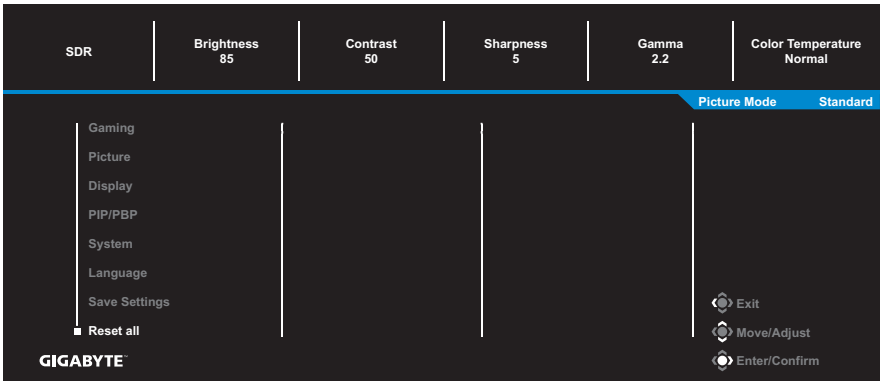 SDR
Brightness
85
Contrast
50
Sharpness
5
Gamma
2.2
Color Temperature
Normal
Picture Mode Standard
Gaming
Picture
Display
PIP/PBP
System
Language
Save Settings
Reset all
Exit
Move/Adjust
Enter/Confirm
GIGABYTE™